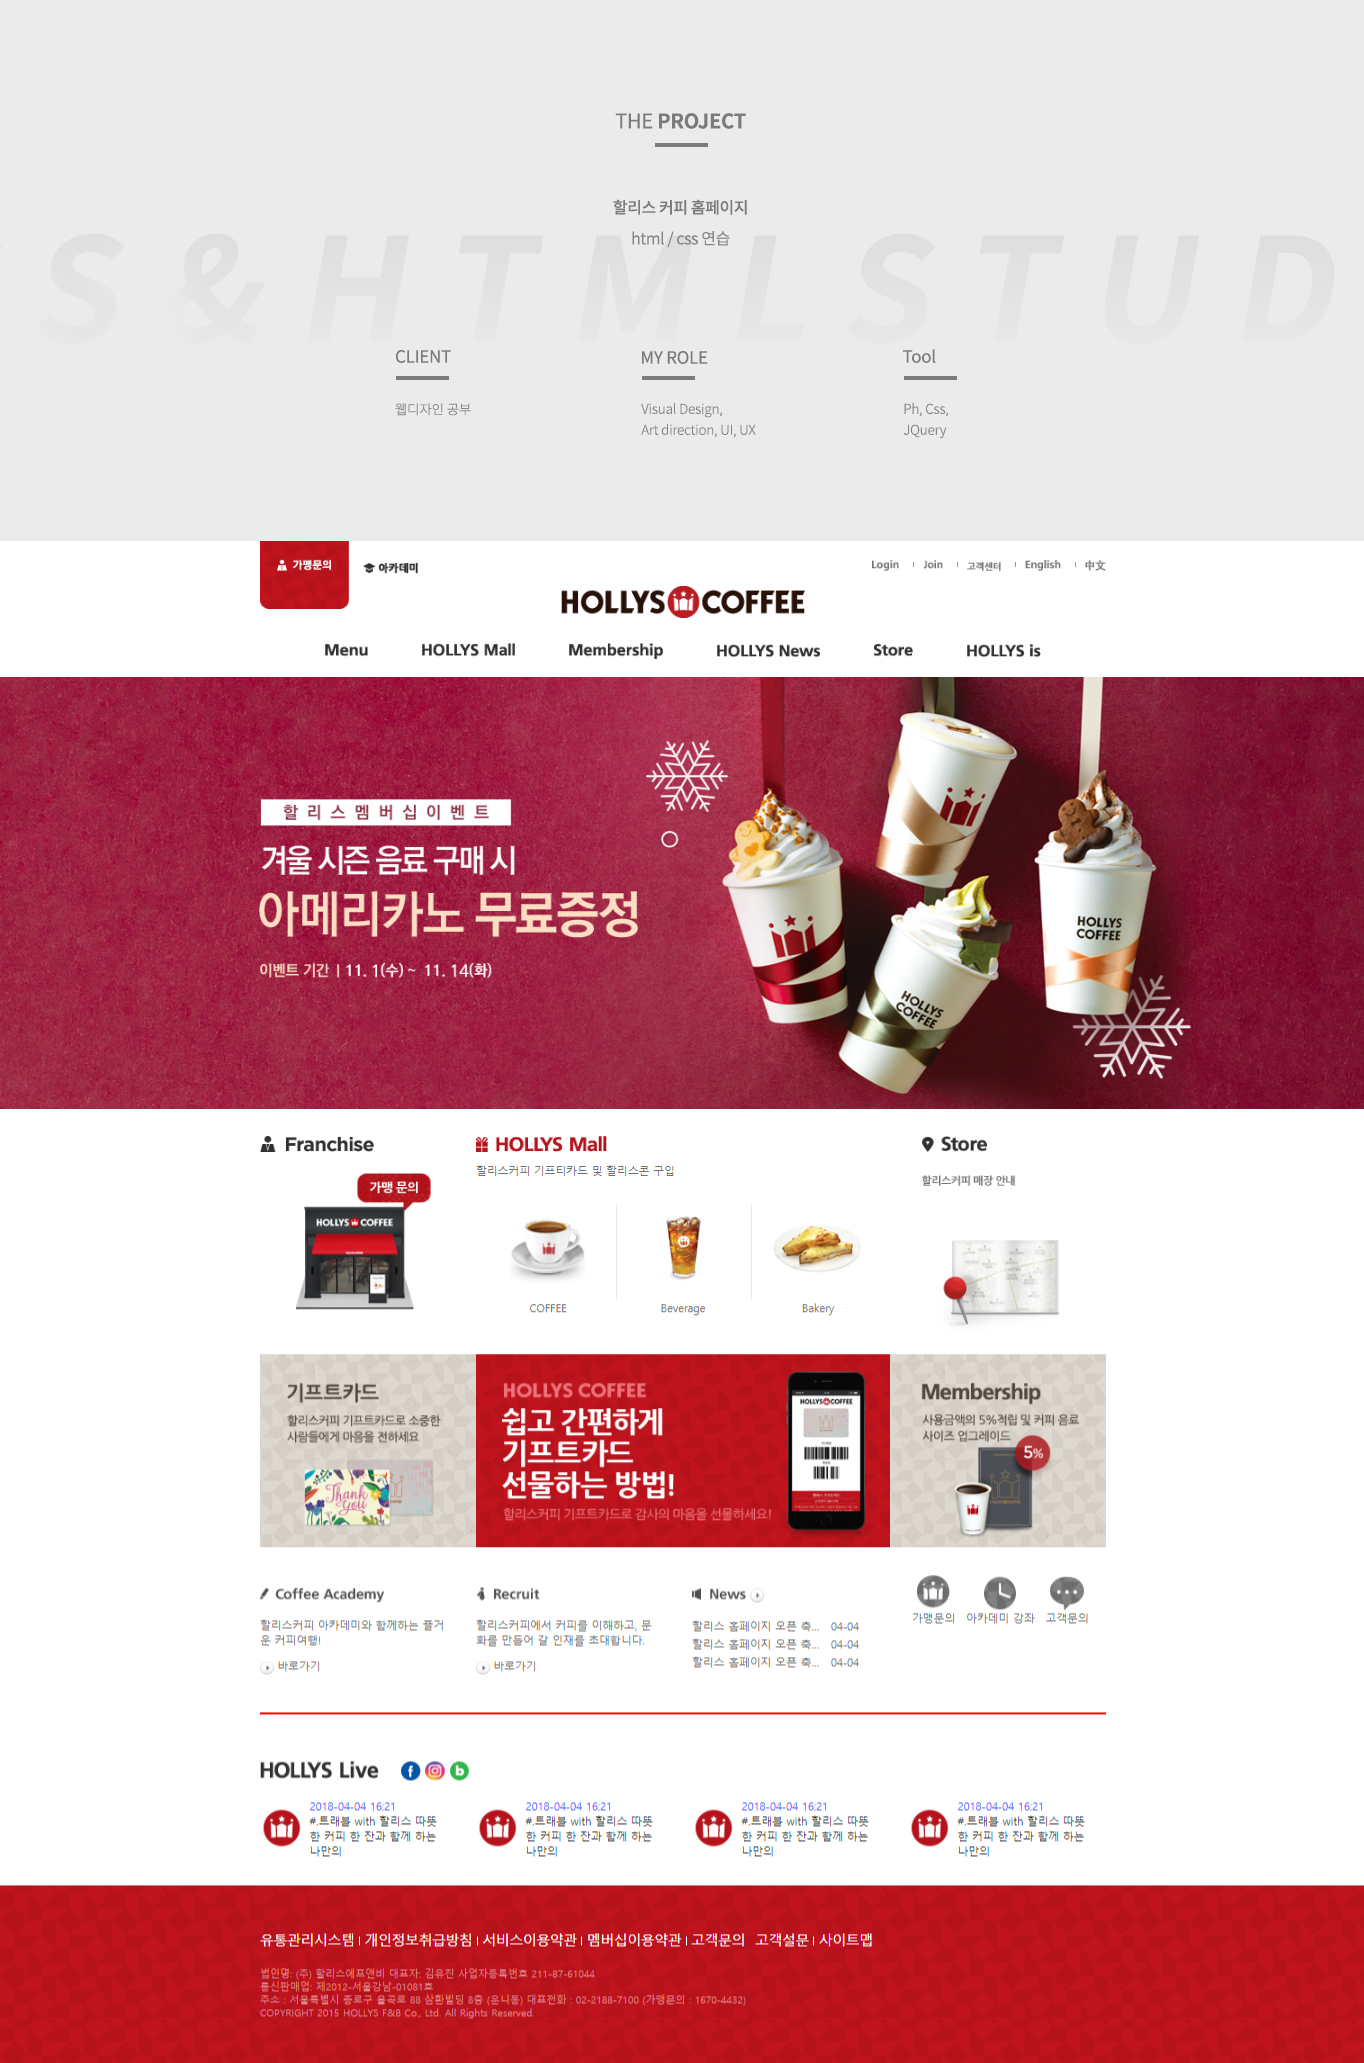 THE PROJECT
할리스 커피 홈페이지
html / css 연습
S & H T M L S T U D
CLIENT
웹디자인 공부
MY ROLE
Visual Design,
Art direction, UI, UX
Tool
Ph, Css,
JQuery
가맹문의
아카데미
Login
Join
고객센터
English
中文
HOLLYS COFFEE
Menu
HOLLYS Mall
Membership
HOLLYS News
Store
HOLLYS is
할리스멤버십이벤트
겨울 시즌 음료 구매 시
아메리카노 무료증정
이벤트 기간 | 11. 1(수) ~ 11. 14(화)
HOLLYS
COFFEE
HOLLYS
COFFEE
Franchise
가맹 문의
HOLLYS COFFEE
HOLLYS Mall
할리스커피 기프티카드 및 할리스콘 구입
COFFEE
Beverage
Bakery
Store
할리스커피 매장 안내
기프트카드
할리스커피 기프트카드로 소중한
사람들에게 마음을 전하세요
Thank
you
HOLLYS COFFEE
쉽고 간편하게
기프트카드
선물하는 방법!
할리스커피 기프트카드로 감사의 마음을 선물하세요!
HOLLYS COFFEE
Membership
사용금액의 5%적립 및 커피 음료
사이즈 업그레이드
5%
Coffee Academy
할리스커피 아카데미와 함께하는 즐거
운 커피여행!
바로가기
Recruit
할리스커피에서 커피를 이해하고, 문
화를 만들어 갈 인재를 초대합니다.
바로가기
News
할리스 홈페이지 오픈 축... 04-04
할리스 홈페이지 오픈 축... 04-04
할리스 홈페이지 오픈 축... 04-04
가맹문의
아카데미 강좌
고객문의
HOLLYS Live
2018-04-04 16:21
#.트래블 with 할리스 따뜻
한 커피 한 잔과 함께 하는
나만의
2018-04-04 16:21
#.트래블 with 할리스 따뜻
한 커피 한 잔과 함께 하는
나만의
2018-04-04 16:21
#.트래블 with 할리스 따뜻
한 커피 한 잔과 함께 하는
나만의
2018-04-04 16:21
#.트래블 with 할리스 따뜻
한 커피 한 잔과 함께 하는
나만의
유통관리시스템 | 개인정보취급방침 | 서비스이용약관 | 멤버십이용약관 | 고객문의 고객설문 | 사이트맵
법인명: (주) 할리스에프앤비 대표자: 김유진 사업자등록번호 211-87-61044
통신판매업: 제2012-서울강남-01081호
주소 : 서울특별시 종로구 율곡로 88 삼환빌딩 8층 (운니동) 대표전화 : 02-2188-7100 (가맹문의 : 1670-4432)
COPYRIGHT 2015 HOLLYS F&B Co., Ltd. All Rights Reserved.